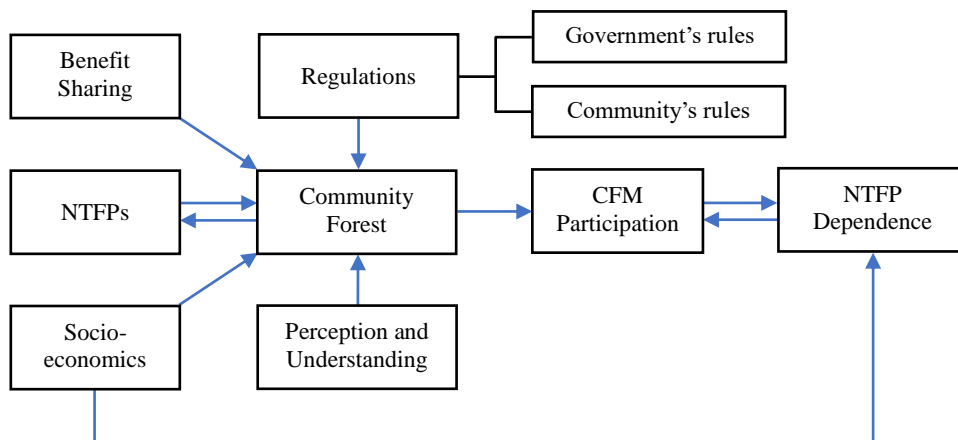 Benefit
Sharing
Regulations
Government’s rules
Community’s rules
NTFPs
Community
Forest
CFM
Participation
NTFP
Dependence
Socio-
economics
Perception and
Understanding